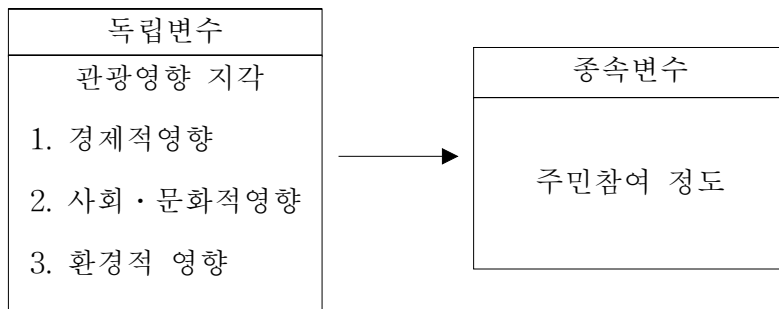 독립변수
관광영향 지각
1. 경제적영향
2. 사회・문화적영향
3. 환경적 영향
종속변수
주민참여 정도